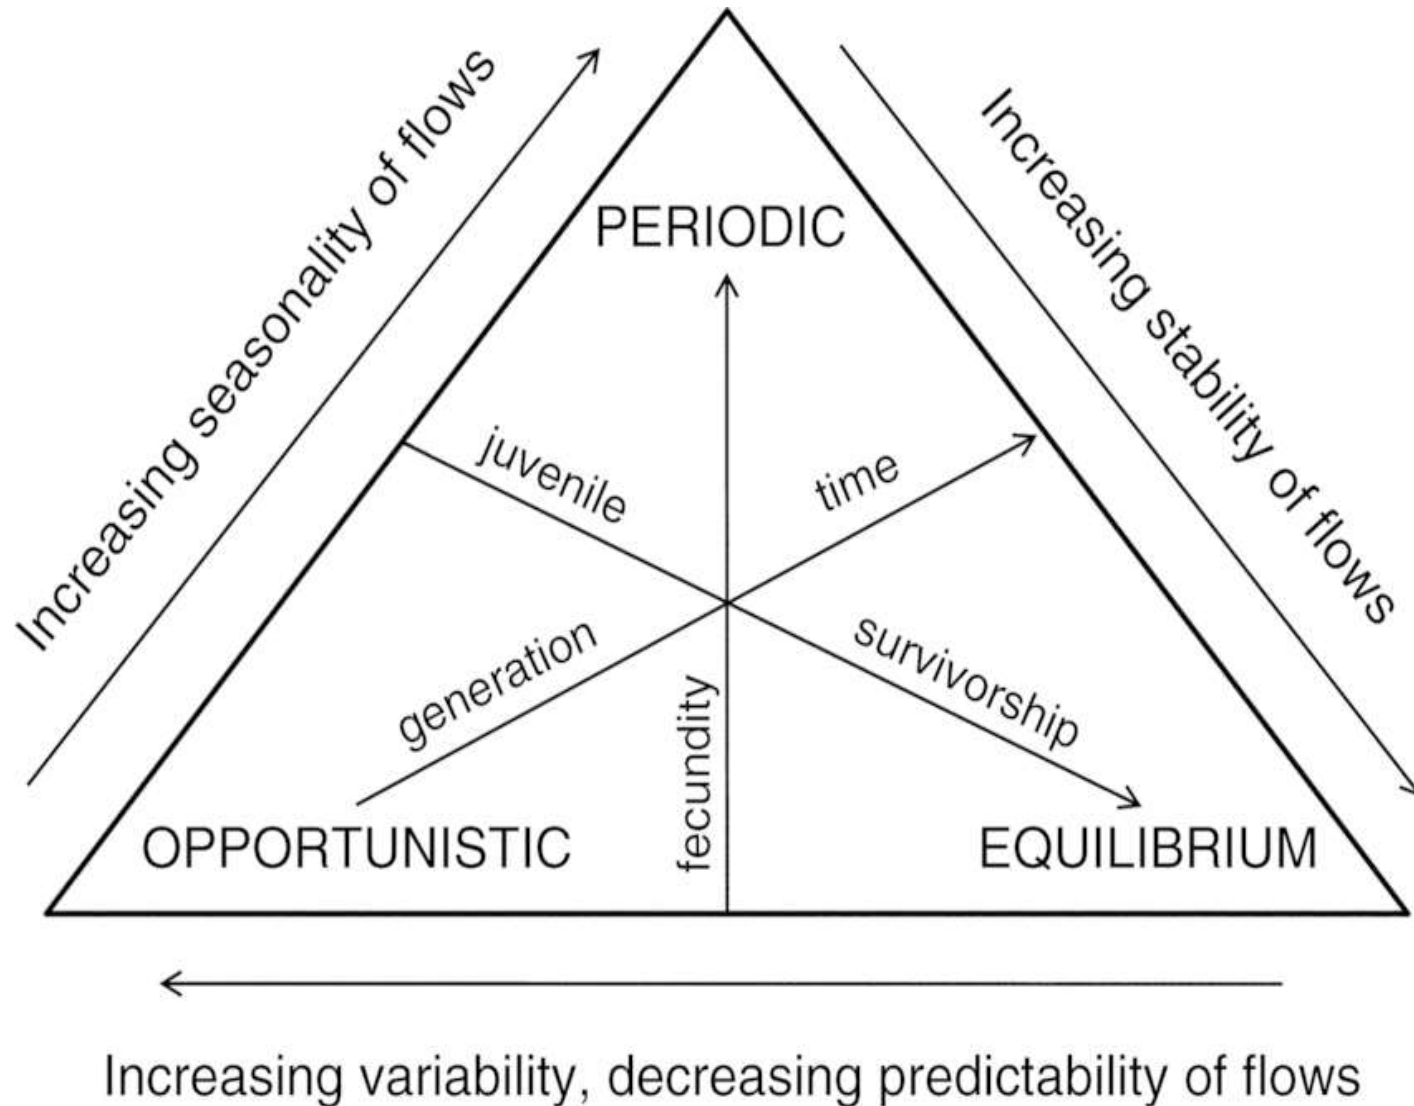 Increasing seasonality of flows
Increasing stability of flows
PERIODIC
juvenile
time
generation
survivorship
fecundity
OPPORTUNISTIC
EQUILIBRIUM
Increasing variability, decreasing predictability of flows